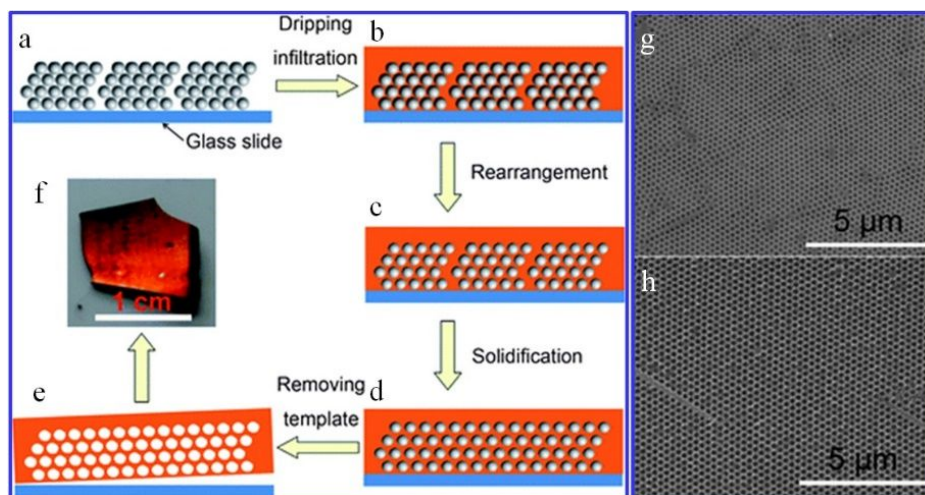 a
Dripping
infiltration
b
Glass slide
Rearrangement
c
f
1 cm
Solidification
e
Removing
template
d
g
5 μm
h
5 μm